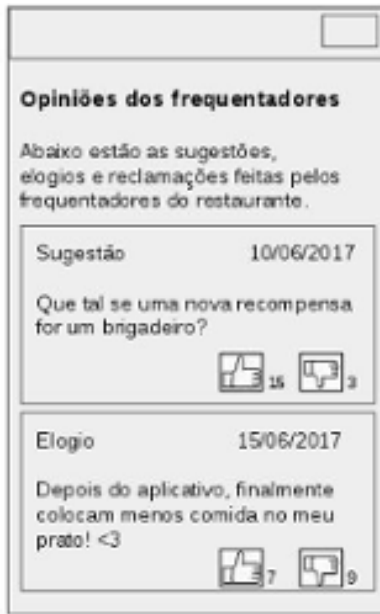 Opiniões dos frequentadores
Abaixo estão as sugestões,
elogios e reclamações feitas pelos
frequentadores do restaurante.
Sugestão 10/06/2017
Que tal se uma nova recompensa
for um brigadeiro?
15 3
Elogio 15/06/2017
Depois do aplicativo, finalmente
colocam menos comida no meu
prato! <3
7 9